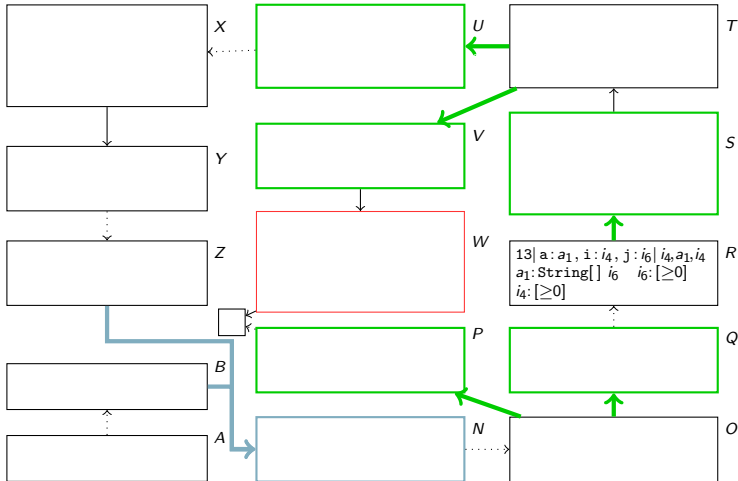 X
U
T
V
S
Y
W
Z
R
13| a: a₁, i: i₄, j: i₆| i₄,a₁,i₄
a₁: String[] i₆ i₆: [≥0]
i₄: [≥0]
P
Q
B
N
O
A